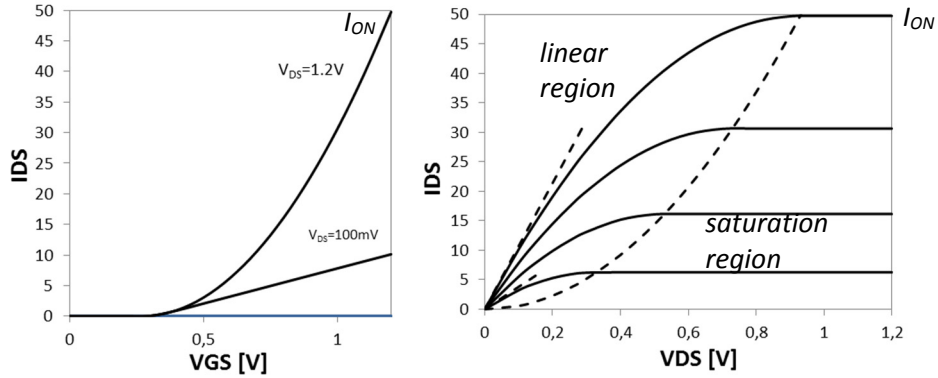 50
45
40
35
30
25
20
15
10
5
0
IDS
I_ON
V_DS=1.2V
V_DS=100mV
0
0,5
1
VGS [V]
50
45
40
35
30
25
20
15
10
5
0
IDS
I_ON
linear
region
saturation
region
0
0,2
0,4
0,6
0,8
1
1,2
VDS [V]